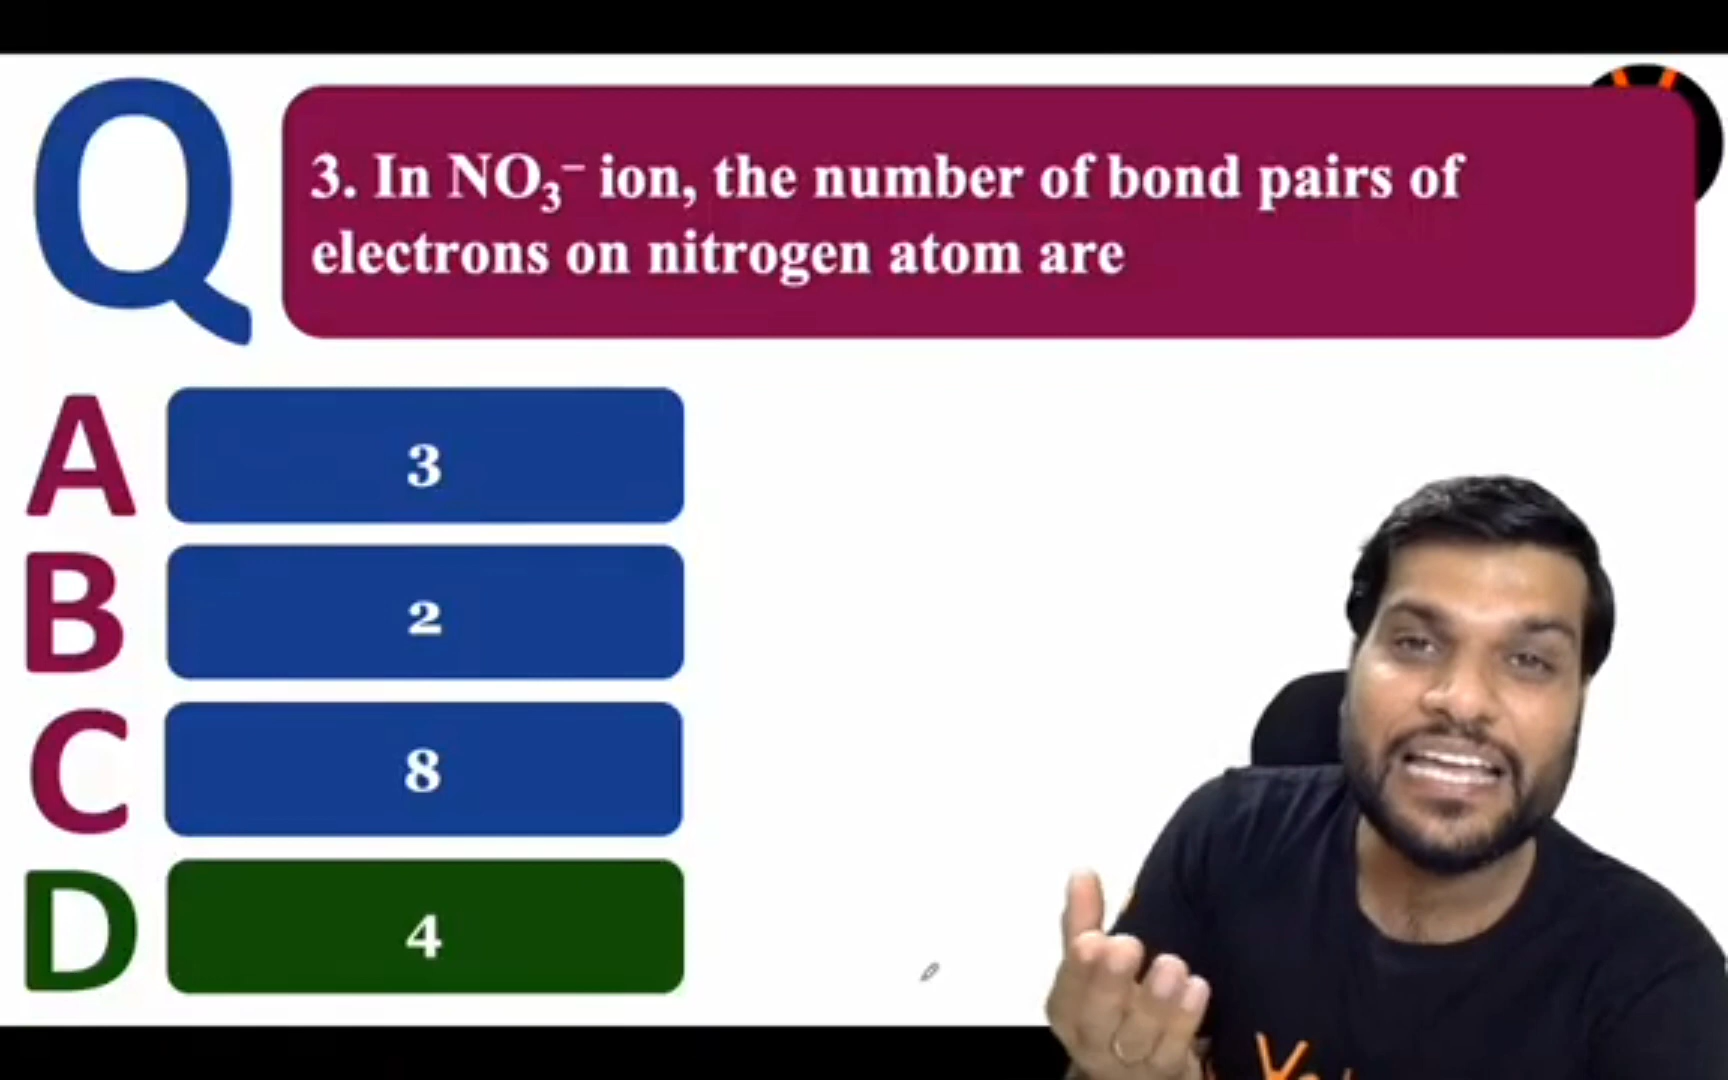 Q
3. In NO₃⁻ ion, the number of bond pairs of
electrons on nitrogen atom are
A
3
B
2
C
8
D
4